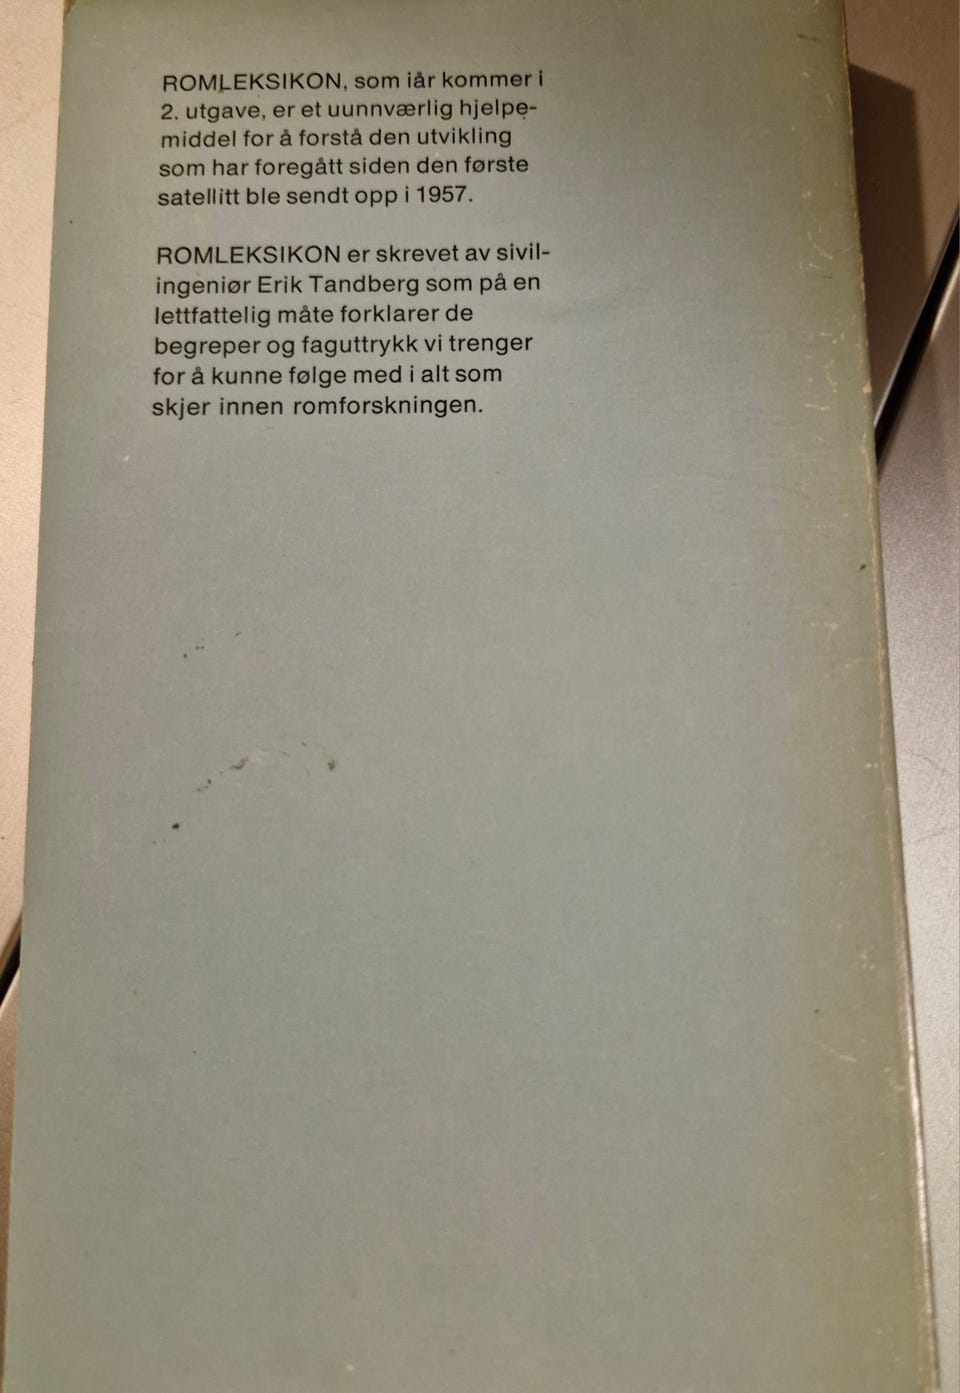 ROMLEKSIKON, som iår kommer i
2. utgave, er et uunnværlig hjelpe-
middel for å forstå den utvikling
som har foregått siden den første
satellitt ble sendt opp i 1957.
ROMLEKSIKON er skrevet av sivil-
ingeniør Erik Tandberg som på en
lettfattelig måte forklarer de
begreper og faguttrykk vi trenger
for å kunne følge med i alt som
skjer innen romforskningen.